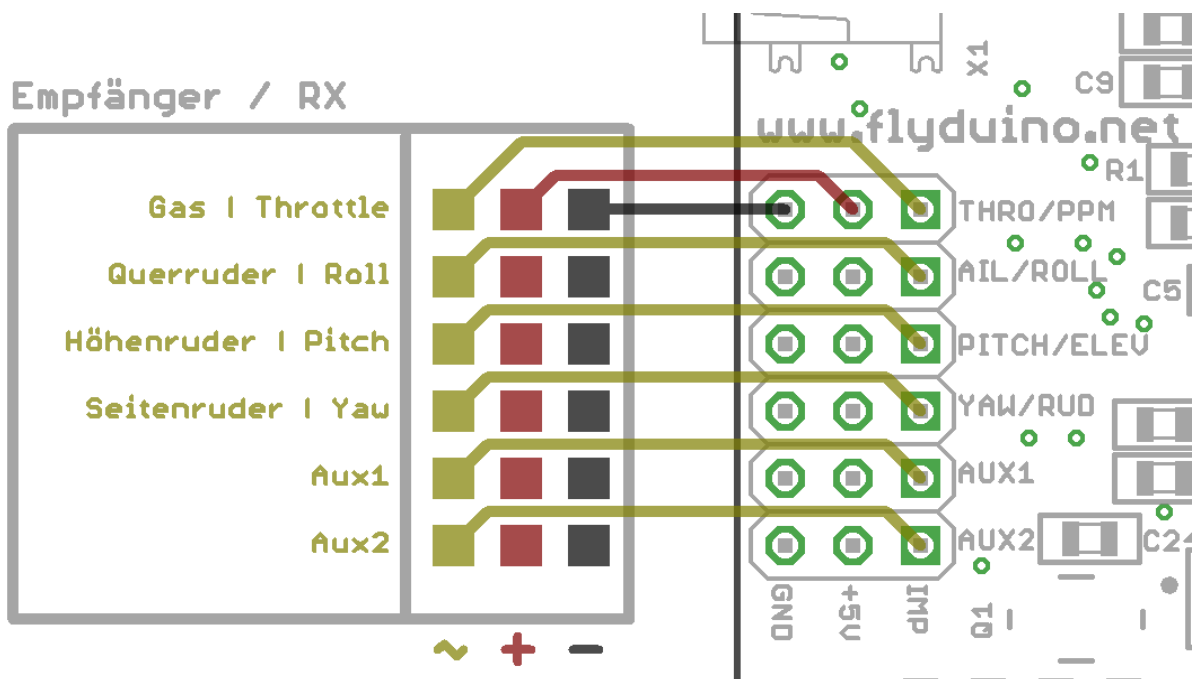 X1
C9
Empfänger / RX
www.flyduino.net
R1
Gas | Throttle
THRO/PPM
Querruder | Roll
AIL/ROLL
C5
Höhenruder | Pitch
PITCH/ELEV
Seitenruder | Yaw
YAW/RUD
Aux1
AUX1
Aux2
AUX2
GND
+5V
IMP
Q1
~ + -